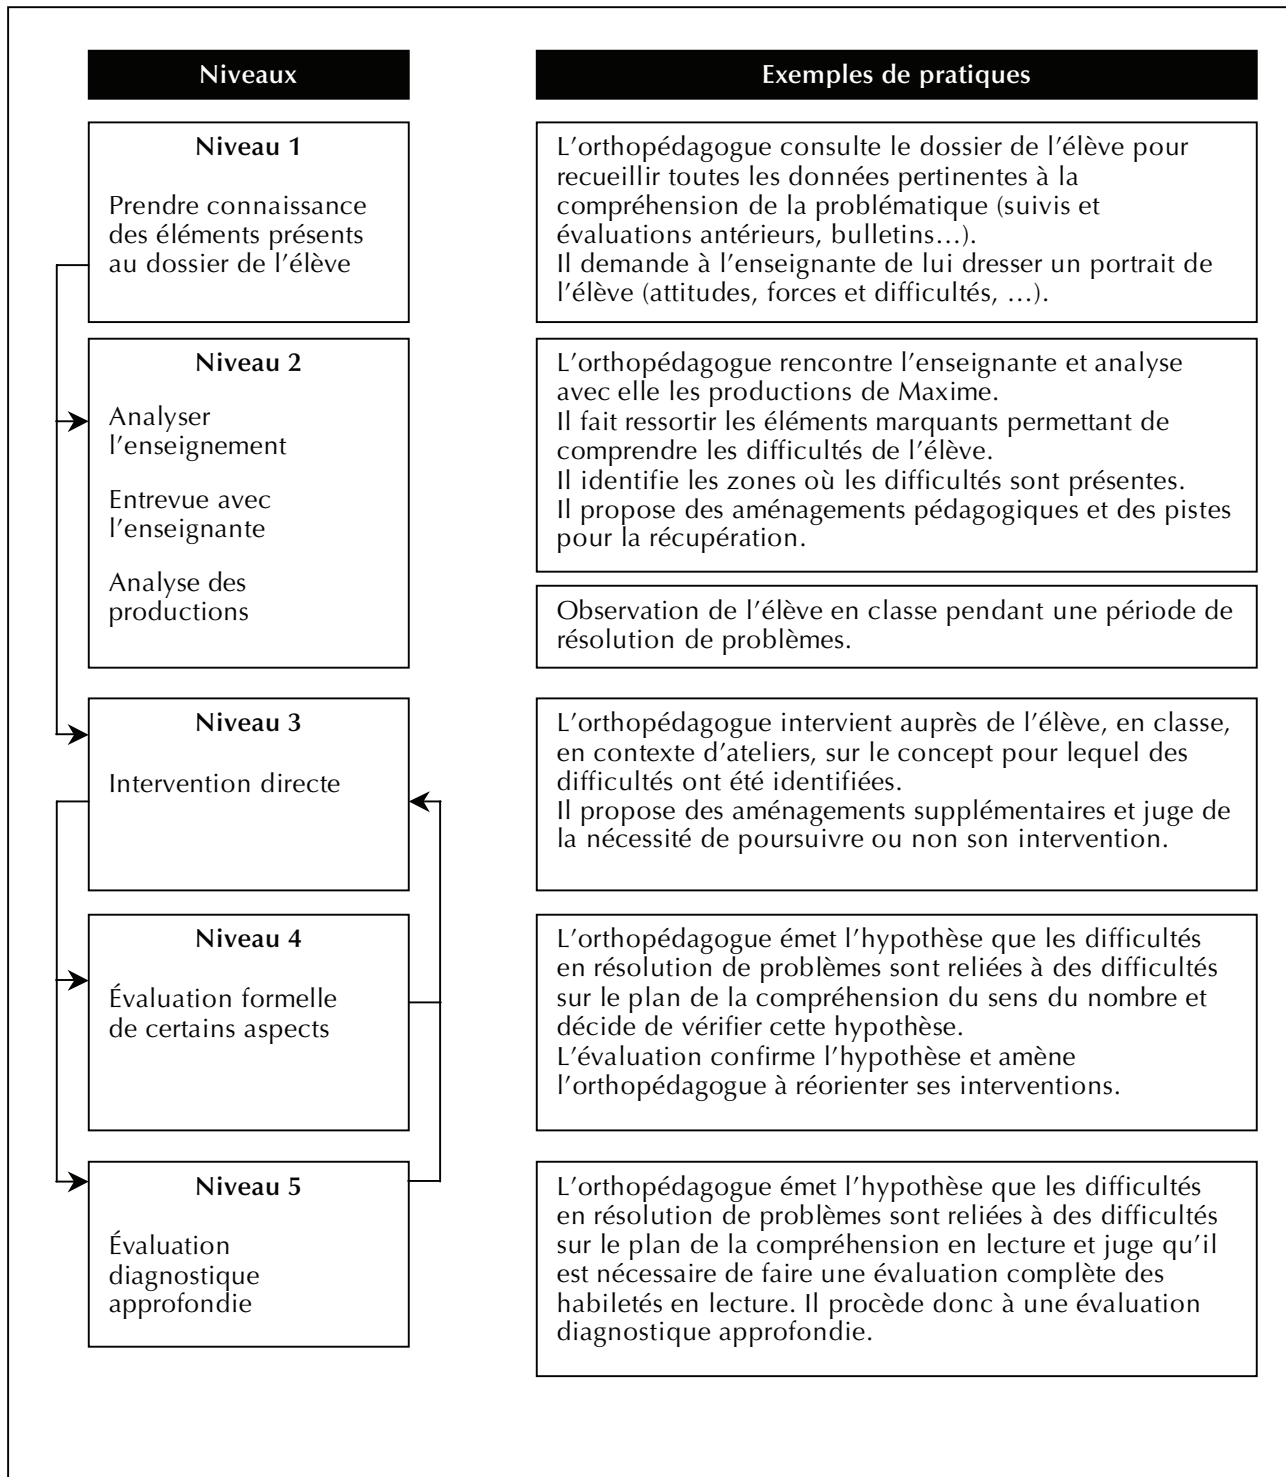 Niveaux
Exemples de pratiques
Niveau 1
Prendre connaissance
des éléments présents
au dossier de l'élève
L'orthopédagogue consulte le dossier de l'élève pour
recueillir toutes les données pertinentes à la
compréhension de la problématique (suivis et
évaluations antérieurs, bulletins…).
Il demande à l'enseignante de lui dresser un portrait de
l'élève (attitudes, forces et difficultés, …).
Niveau 2
Analyser
l'enseignement
Entrevue avec
l'enseignante
Analyse des
productions
L'orthopédagogue rencontre l'enseignante et analyse
avec elle les productions de Maxime.
Il fait ressortir les éléments marquants permettant de
comprendre les difficultés de l'élève.
Il identifie les zones où les difficultés sont présentes.
Il propose des aménagements pédagogiques et des pistes
pour la récupération.
Observation de l'élève en classe pendant une période de
résolution de problèmes.
Niveau 3
Intervention directe
L'orthopédagogue intervient auprès de l'élève, en classe,
en contexte d'ateliers, sur le concept pour lequel des
difficultés ont été identifiées.
Il propose des aménagements supplémentaires et juge de
la nécessité de poursuivre ou non son intervention.
Niveau 4
Évaluation formelle
de certains aspects
L'orthopédagogue émet l'hypothèse que les difficultés
en résolution de problèmes sont reliées à des difficultés
sur le plan de la compréhension du sens du nombre et
décide de vérifier cette hypothèse.
L'évaluation confirme l'hypothèse et amène
l'orthopédagogue à réorienter ses interventions.
Niveau 5
Évaluation
diagnostique
approfondie
L'orthopédagogue émet l'hypothèse que les difficultés
en résolution de problèmes sont reliées à des difficultés
sur le plan de la compréhension en lecture et juge qu'il
est nécessaire de faire une évaluation complète des
habiletés en lecture. Il procède donc à une évaluation
diagnostique approfondie.